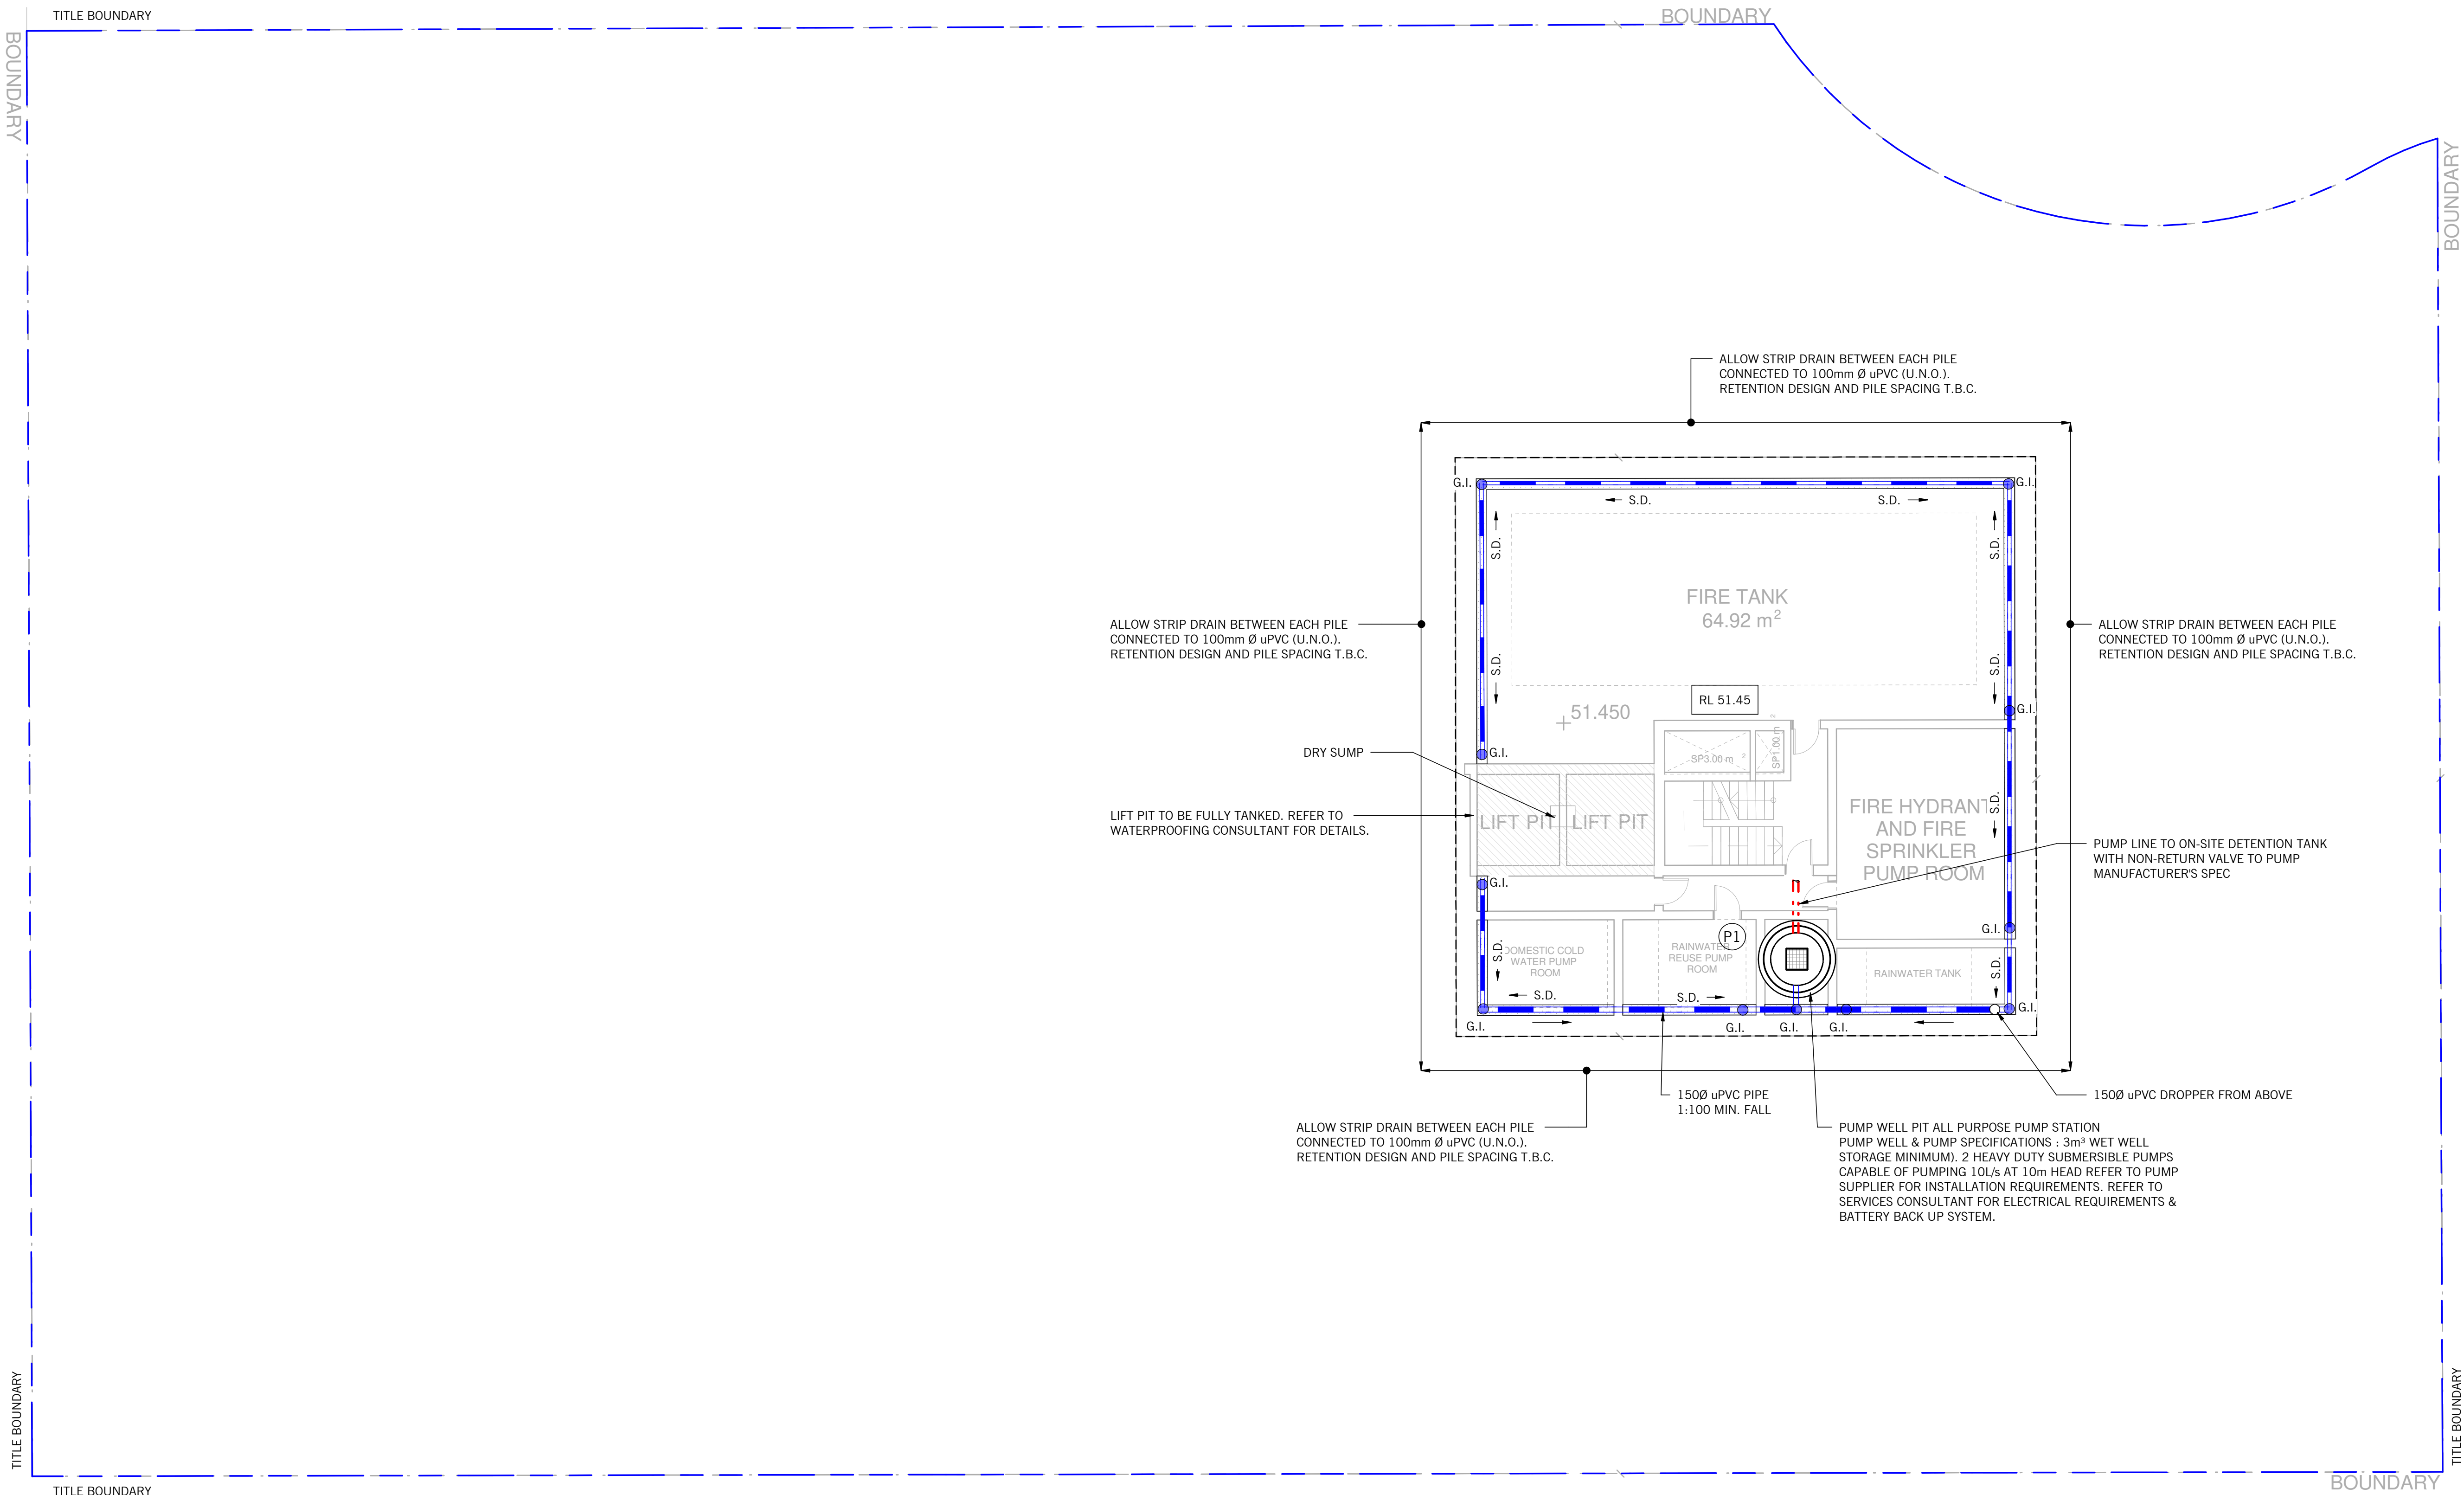 TITLE BOUNDARY
BOUNDARY
BOUNDARY
BOUNDARY
ALLOW STRIP DRAIN BETWEEN EACH PILE
CONNECTED TO 100mm Ø uPVC (U.N.O.).
RETENTION DESIGN AND PILE SPACING T.B.C.
G.I.
G.I.
S.D.
S.D.
S.D.
S.D.
FIRE TANK
64.92 m²
ALLOW STRIP DRAIN BETWEEN EACH PILE
CONNECTED TO 100mm Ø uPVC (U.N.O.).
RETENTION DESIGN AND PILE SPACING T.B.C.
ALLOW STRIP DRAIN BETWEEN EACH PILE
CONNECTED TO 100mm Ø uPVC (U.N.O.).
RETENTION DESIGN AND PILE SPACING T.B.C.
S.D.
S.D.
RL 51.45
51.450
G.I.
DRY SUMP
G.I.
SP3.00 m²
SP1.00 m²
LIFT PIT TO BE FULLY TANKED. REFER TO
WATERPROOFING CONSULTANT FOR DETAILS.
LIFT PIT
LIFT PIT
FIRE HYDRANT
AND FIRE
SPRINKLER
PUMP ROOM
S.D.
PUMP LINE TO ON-SITE DETENTION TANK
WITH NON-RETURN VALVE TO PUMP
MANUFACTURER'S SPEC
G.I.
G.I.
P1
S.D.
DOMESTIC COLD
WATER PUMP
ROOM
RAINWATER
REUSE PUMP
ROOM
RAINWATER TANK
S.D.
S.D.
S.D.
G.I.
G.I.
G.I.
G.I.
G.I.
150Ø uPVC PIPE
1:100 MIN. FALL
150Ø uPVC DROPPER FROM ABOVE
ALLOW STRIP DRAIN BETWEEN EACH PILE
CONNECTED TO 100mm Ø uPVC (U.N.O.).
RETENTION DESIGN AND PILE SPACING T.B.C.
PUMP WELL PIT ALL PURPOSE PUMP STATION
PUMP WELL & PUMP SPECIFICATIONS : 3m³ WET WELL
STORAGE MINIMUM). 2 HEAVY DUTY SUBMERSIBLE PUMPS
CAPABLE OF PUMPING 10L/s AT 10m HEAD REFER TO PUMP
SUPPLIER FOR INSTALLATION REQUIREMENTS. REFER TO
SERVICES CONSULTANT FOR ELECTRICAL REQUIREMENTS &
BATTERY BACK UP SYSTEM.
TITLE BOUNDARY
TITLE BOUNDARY
TITLE BOUNDARY
BOUNDARY